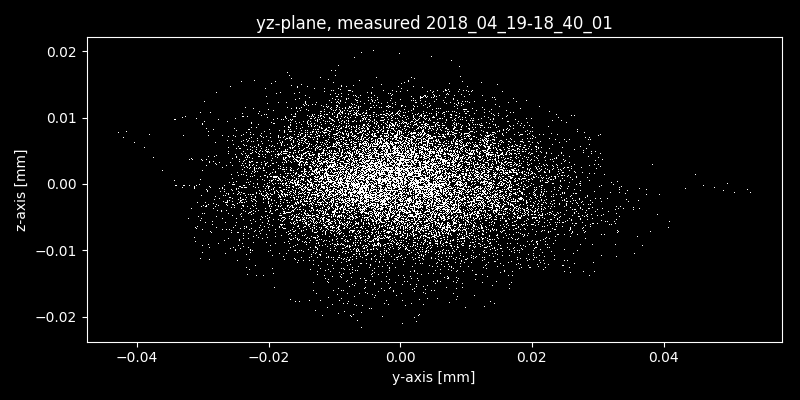 yz-plane, measured 2018_04_19-18_40_01
0.02
0.01
0.00
−0.01
−0.02
z-axis [mm]
−0.04 −0.02 0.00 0.02 0.04
y-axis [mm]